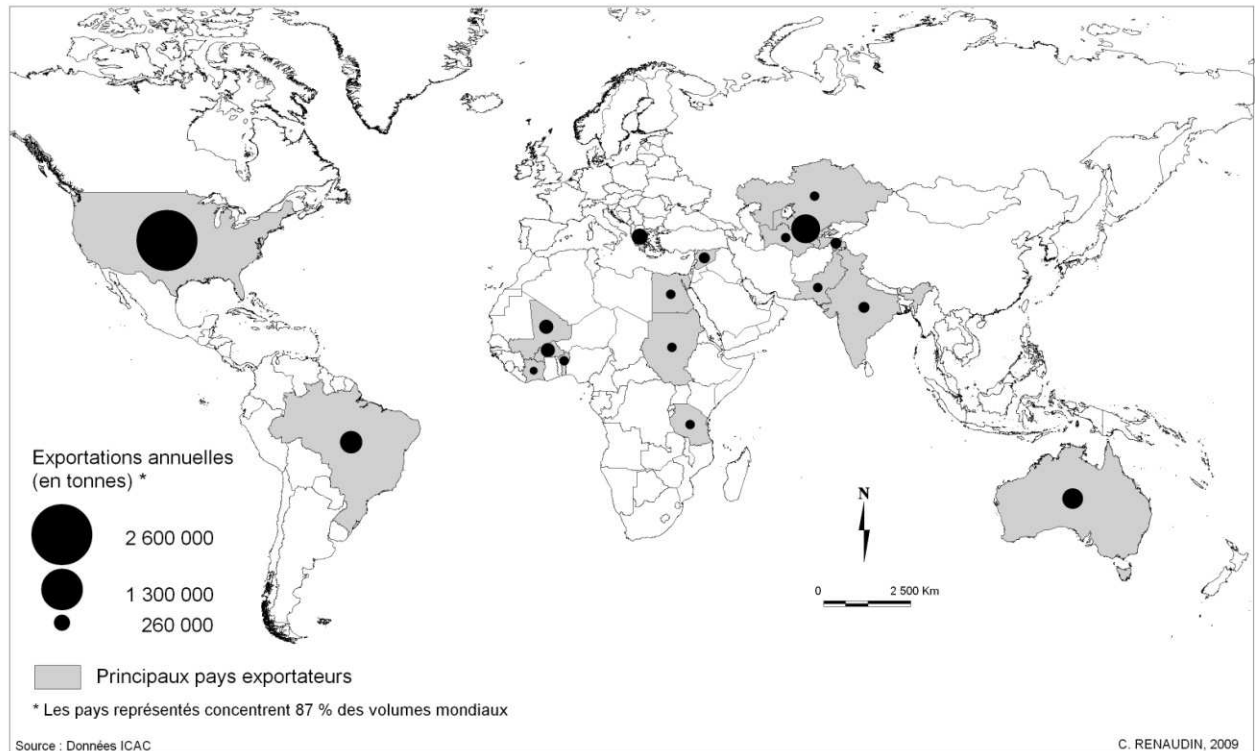 N
0 2 500 Km
Exportations annuelles
(en tonnes) *
2 600 000
1 300 000
260 000
Principaux pays exportateurs
* Les pays représentés concentrent 87 % des volumes mondiaux
Source : Données ICAC
C. RENAUDIN, 2009